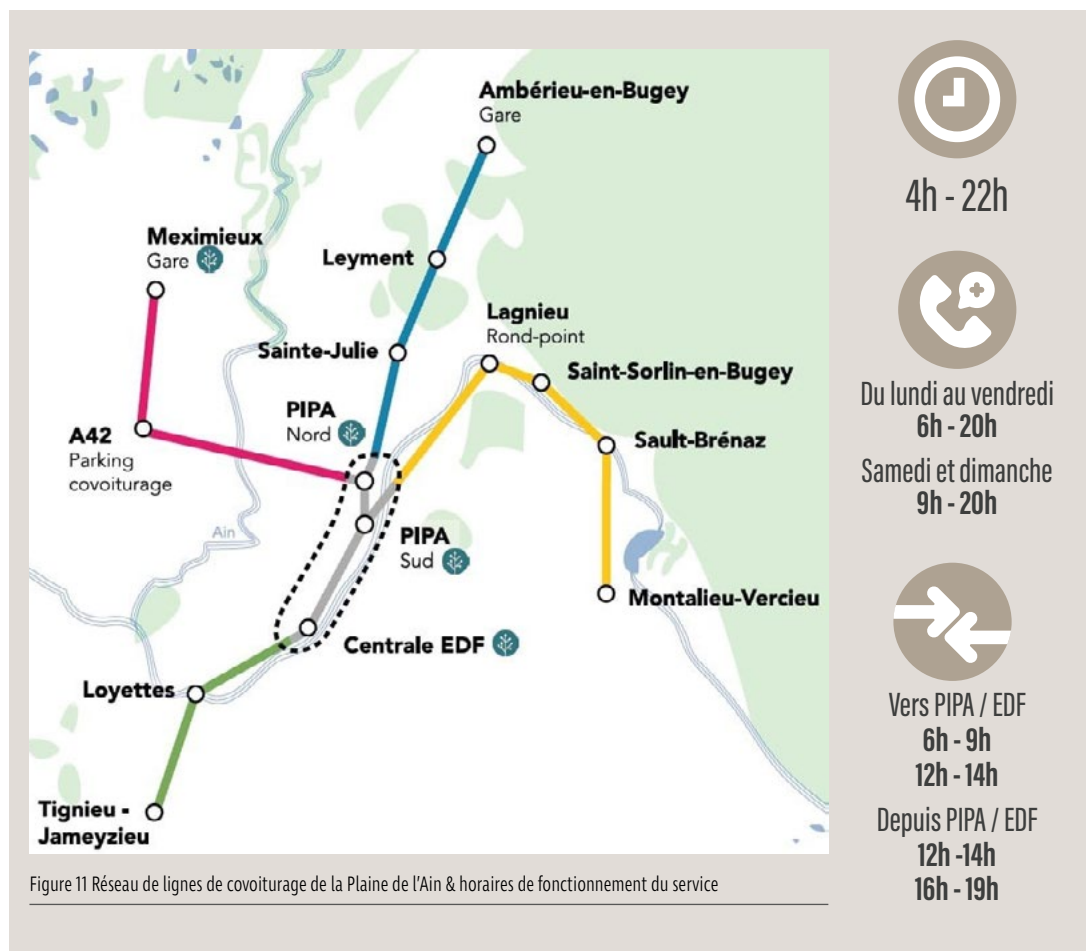 Ambérieu-en-Bugey
Gare
Meximieux
Gare
Leyment
Lagnieu
Rond-point
Sainte-Julie
Saint-Sorlin-en-Bugey
PIPA
Nord
A42
Parking
covoiturage
Sault-Brénaz
Ain
PIPA
Sud
Montalieu-Vercieu
Centrale EDF
Loyettes
Tignieu -
Jameyzieu
Figure 11 Réseau de lignes de covoiturage de la Plaine de l'Ain & horaires de fonctionnement du service
4h - 22h
Du lundi au vendredi
6h - 20h
Samedi et dimanche
9h - 20h
Vers PIPA / EDF
6h - 9h
12h - 14h
Depuis PIPA / EDF
12h -14h
16h - 19h